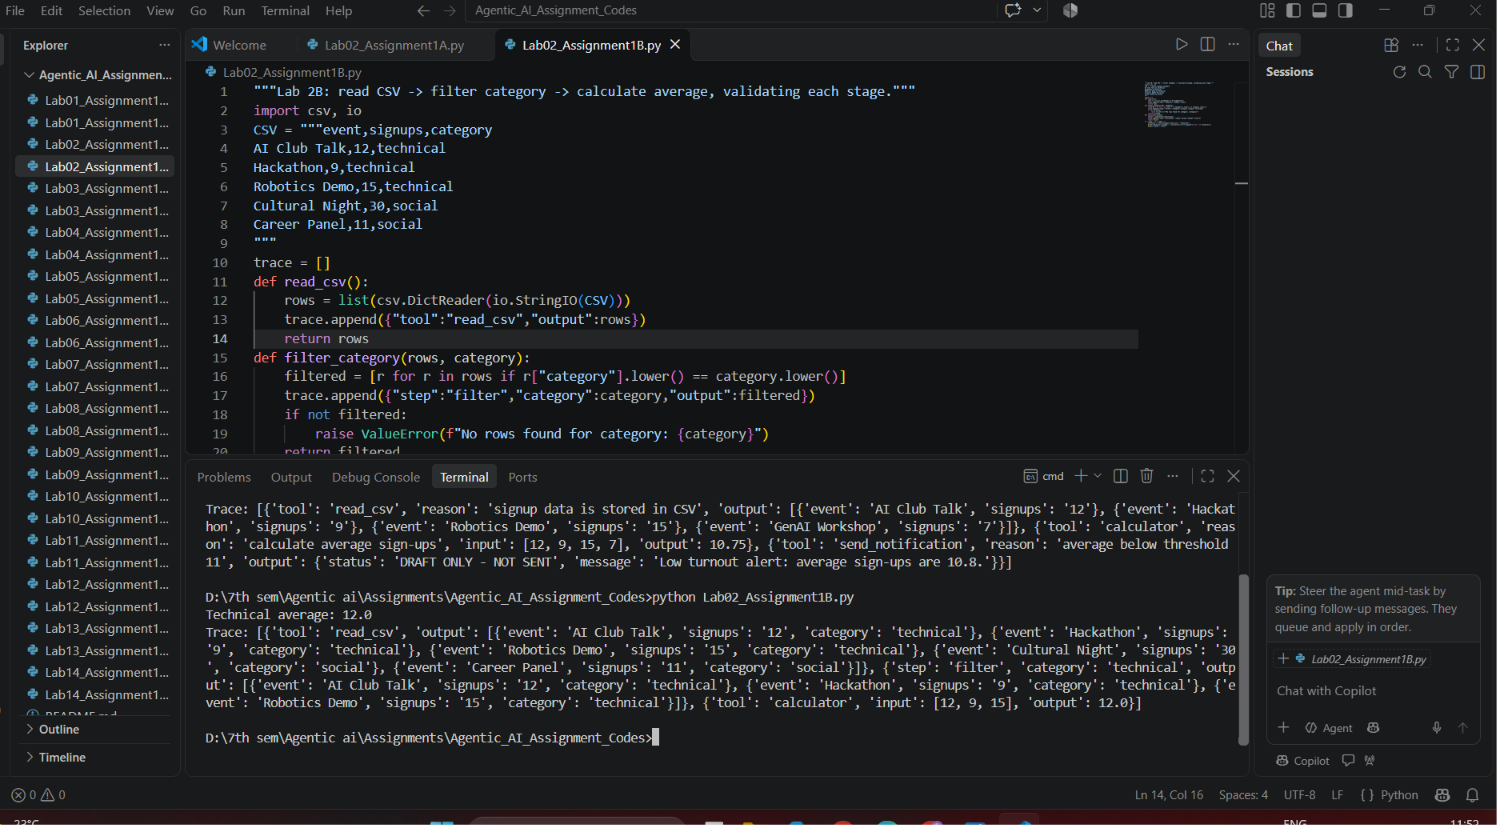 File Edit Selection View Go Run Terminal Help
Agentic_AI_Assignment_Codes
Explorer
Agentic_AI_Assignmen...
Lab01_Assignment1...
Lab01_Assignment1...
Lab02_Assignment1...
Lab02_Assignment1...
Lab03_Assignment1...
Lab03_Assignment1...
Lab04_Assignment1...
Lab04_Assignment1...
Lab05_Assignment1...
Lab05_Assignment1...
Lab06_Assignment1...
Lab06_Assignment1...
Lab07_Assignment1...
Lab07_Assignment1...
Lab08_Assignment1...
Lab08_Assignment1...
Lab09_Assignment1...
Lab09_Assignment1...
Lab10_Assignment1...
Lab10_Assignment1...
Lab11_Assignment1...
Lab11_Assignment1...
Lab12_Assignment1...
Lab12_Assignment1...
Lab13_Assignment1...
Lab13_Assignment1...
Lab14_Assignment1...
Lab14_Assignment1...
README.md
Outline
Timeline
Welcome Lab02_Assignment1A.py Lab02_Assignment1B.py
Lab02_Assignment1B.py
1 """Lab 2B: read CSV -> filter category -> calculate average, validating each stage."""
2 import csv, io
3 CSV = """event,signups,category
4 AI Club Talk,12,technical
5 Hackathon,9,technical
6 Robotics Demo,15,technical
7 Cultural Night,30,social
8 Career Panel,11,social
9 """
10 trace = []
11 def read_csv():
12 rows = list(csv.DictReader(io.StringIO(CSV)))
13 trace.append({"tool":"read_csv","output":rows})
14 return rows
15 def filter_category(rows, category):
16 filtered = [r for r in rows if r["category"].lower() == category.lower()]
17 trace.append({"step":"filter","category":category,"output":filtered})
18 if not filtered:
19 raise ValueError(f"No rows found for category: {category}")
20 return filtered
Problems Output Debug Console Terminal Ports
cmd
Trace: [{'tool': 'read_csv', 'reason': 'signup data is stored in CSV', 'output': [{'event': 'AI Club Talk', 'signups': '12'}, {'event': 'Hackat
hon', 'signups': '9'}, {'event': 'Robotics Demo', 'signups': '15'}, {'event': 'GenAI Workshop', 'signups': '7'}]}, {'tool': 'calculator', 'reas
on': 'calculate average sign-ups', 'input': [12, 9, 15, 7], 'output': 10.75}, {'tool': 'send_notification', 'reason': 'average below threshold
11', 'output': {'status': 'DRAFT ONLY - NOT SENT', 'message': 'Low turnout alert: average sign-ups are 10.8.'}}]
D:\7th sem\Agentic ai\Assignments\Agentic_AI_Assignment_Codes>python Lab02_Assignment1B.py
Technical average: 12.0
Trace: [{'tool': 'read_csv', 'output': [{'event': 'AI Club Talk', 'signups': '12', 'category': 'technical'}, {'event': 'Hackathon', 'signups':
'9', 'category': 'technical'}, {'event': 'Robotics Demo', 'signups': '15', 'category': 'technical'}, {'event': 'Cultural Night', 'signups': '30
', 'category': 'social'}, {'event': 'Career Panel', 'signups': '11', 'category': 'social'}]}, {'step': 'filter', 'category': 'technical', 'outp
ut': [{'event': 'AI Club Talk', 'signups': '12', 'category': 'technical'}, {'event': 'Hackathon', 'signups': '9', 'category': 'technical'}, {'e
vent': 'Robotics Demo', 'signups': '15', 'category': 'technical'}]}, {'tool': 'calculator', 'input': [12, 9, 15], 'output': 12.0}]
D:\7th sem\Agentic ai\Assignments\Agentic_AI_Assignment_Codes>
Chat
Sessions
Tip: Steer the agent mid-task by
sending follow-up messages. They
queue and apply in order.
Lab02_Assignment1B.py
Chat with Copilot
Agent
Copilot
0 0
Ln 14, Col 16 Spaces: 4 UTF-8 LF { } Python
23°C
ENG
11:52